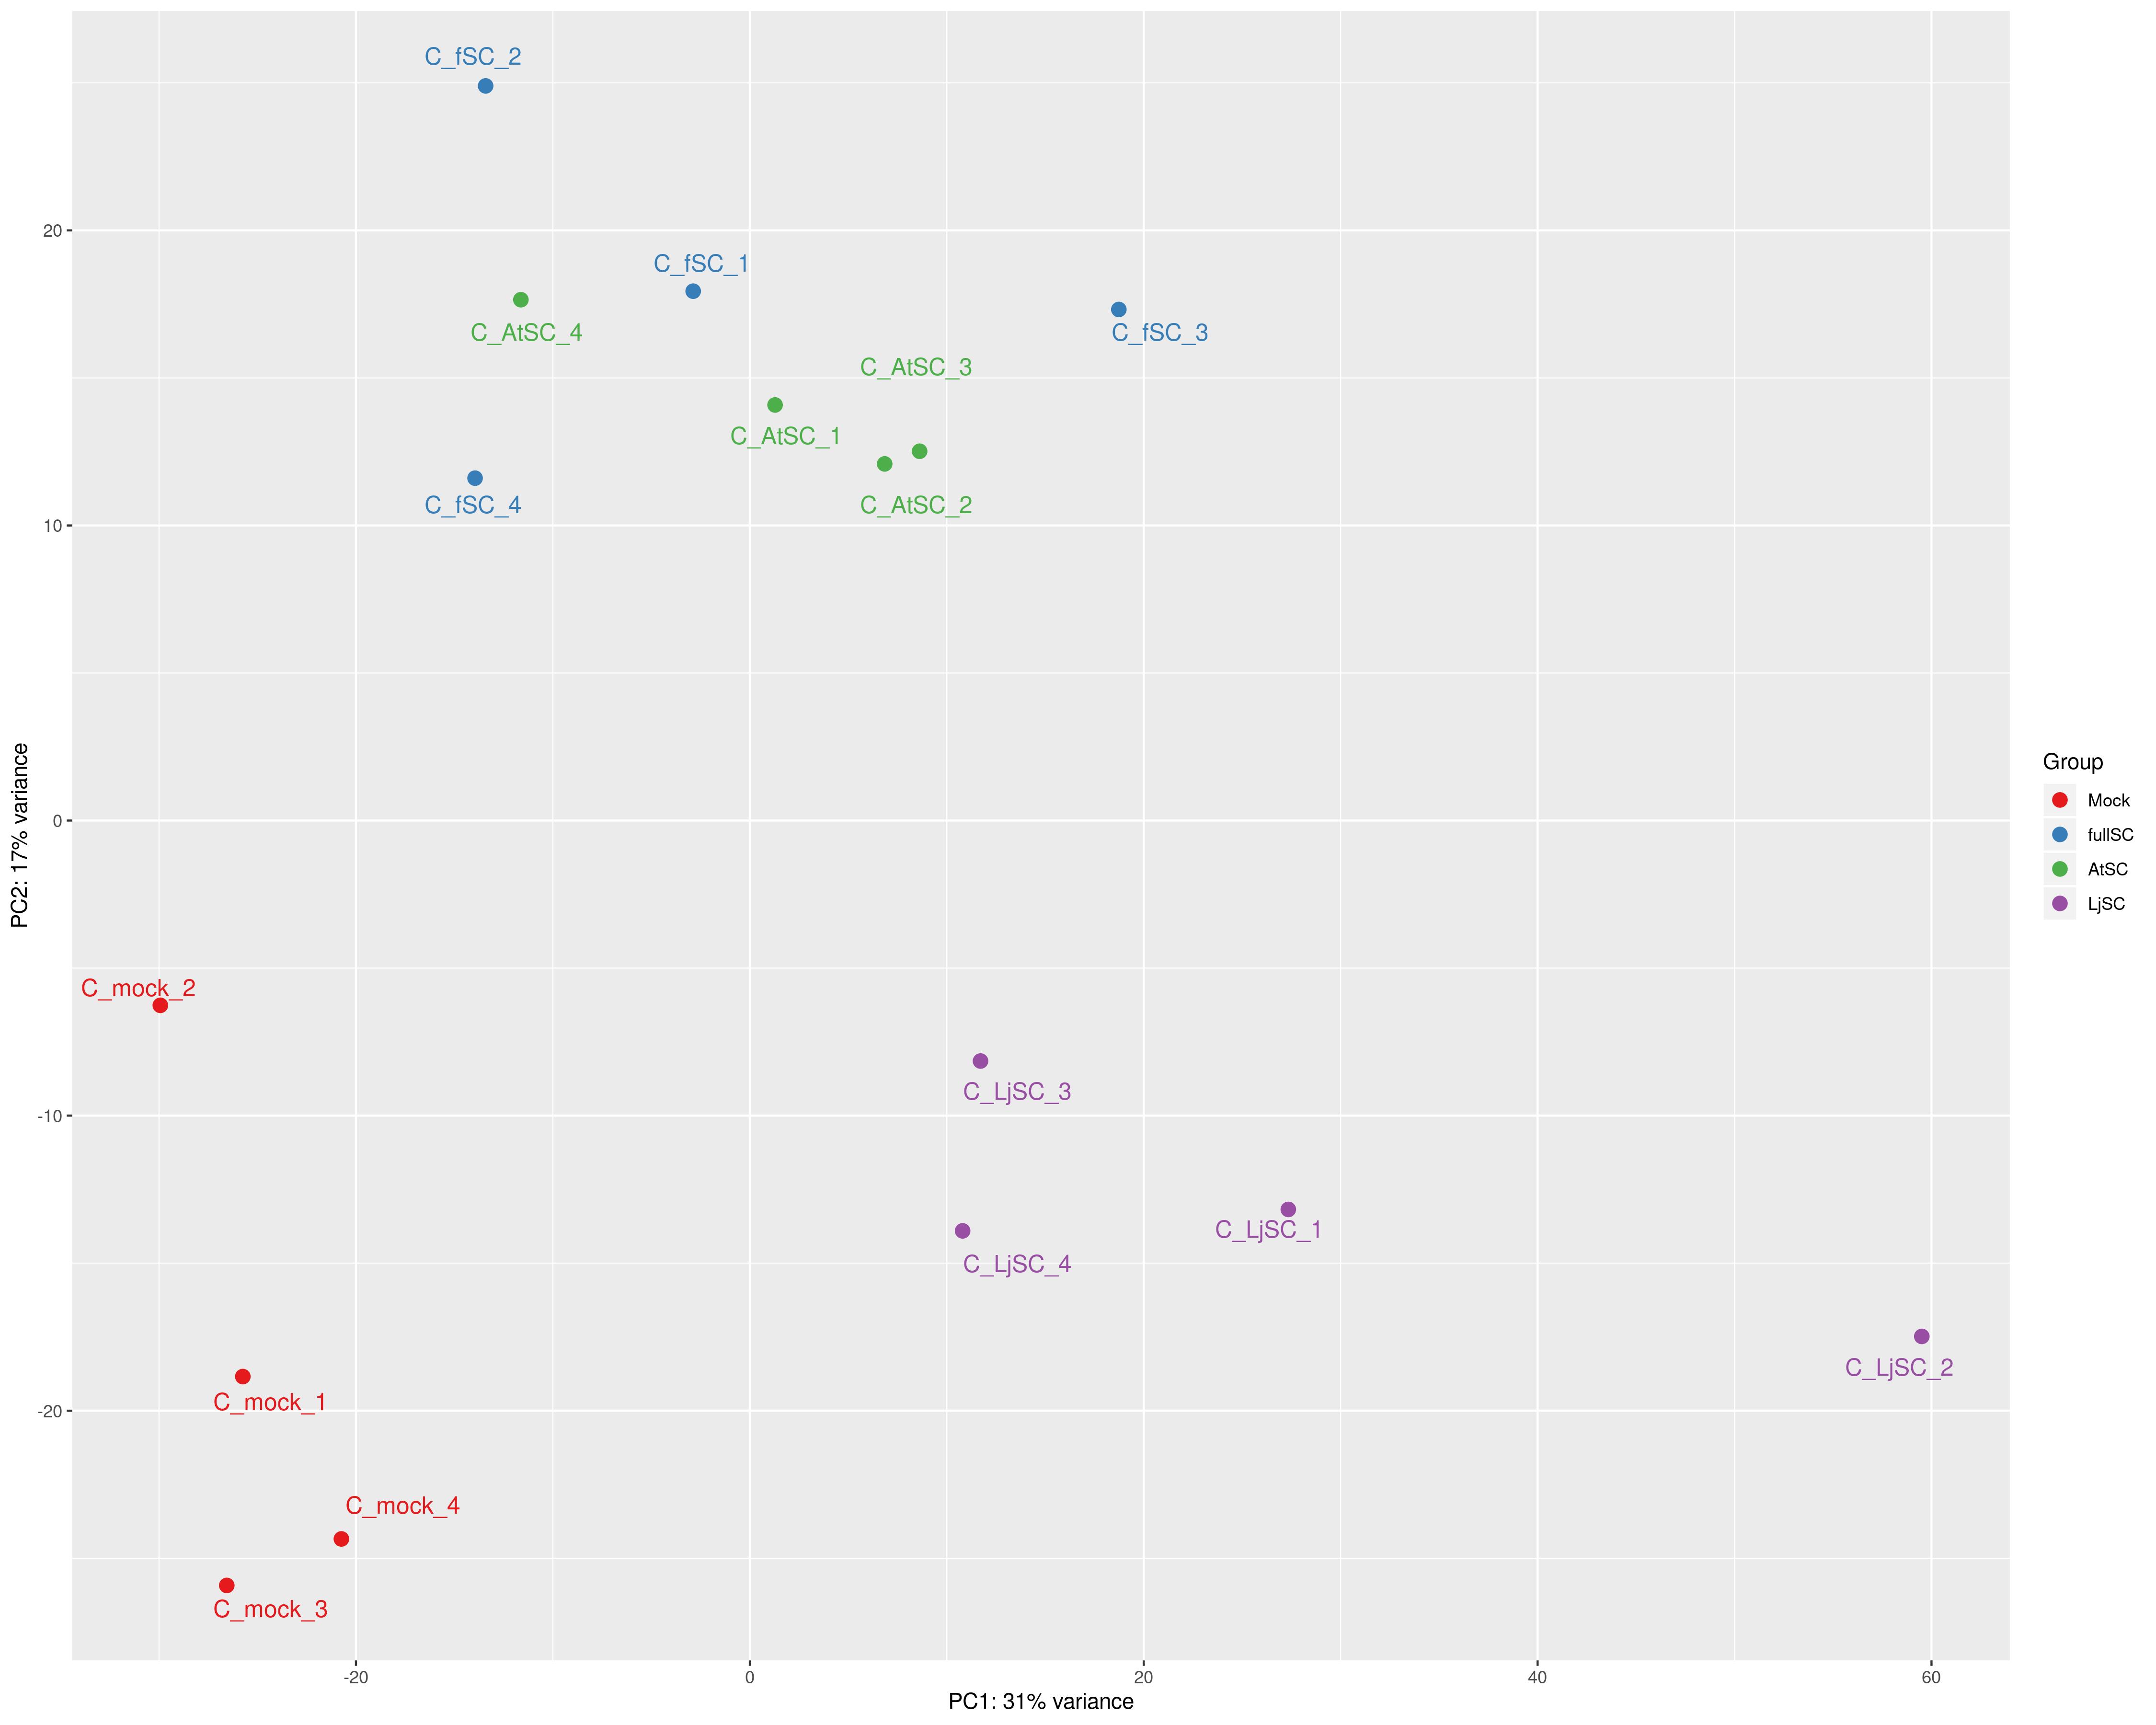 C_fSC_2
20
C_fSC_1
C_AtSC_4
C_fSC_3
C_AtSC_3
C_AtSC_1
C_fSC_4
C_AtSC_2
10
0
PC2: 17% variance
Group
Mock
fullSC
AtSC
LjSC
C_mock_2
C_LjSC_3
-10
C_LjSC_1
C_LjSC_4
C_LjSC_2
C_mock_1
-20
C_mock_4
C_mock_3
-20
0
20
40
60
PC1: 31% variance